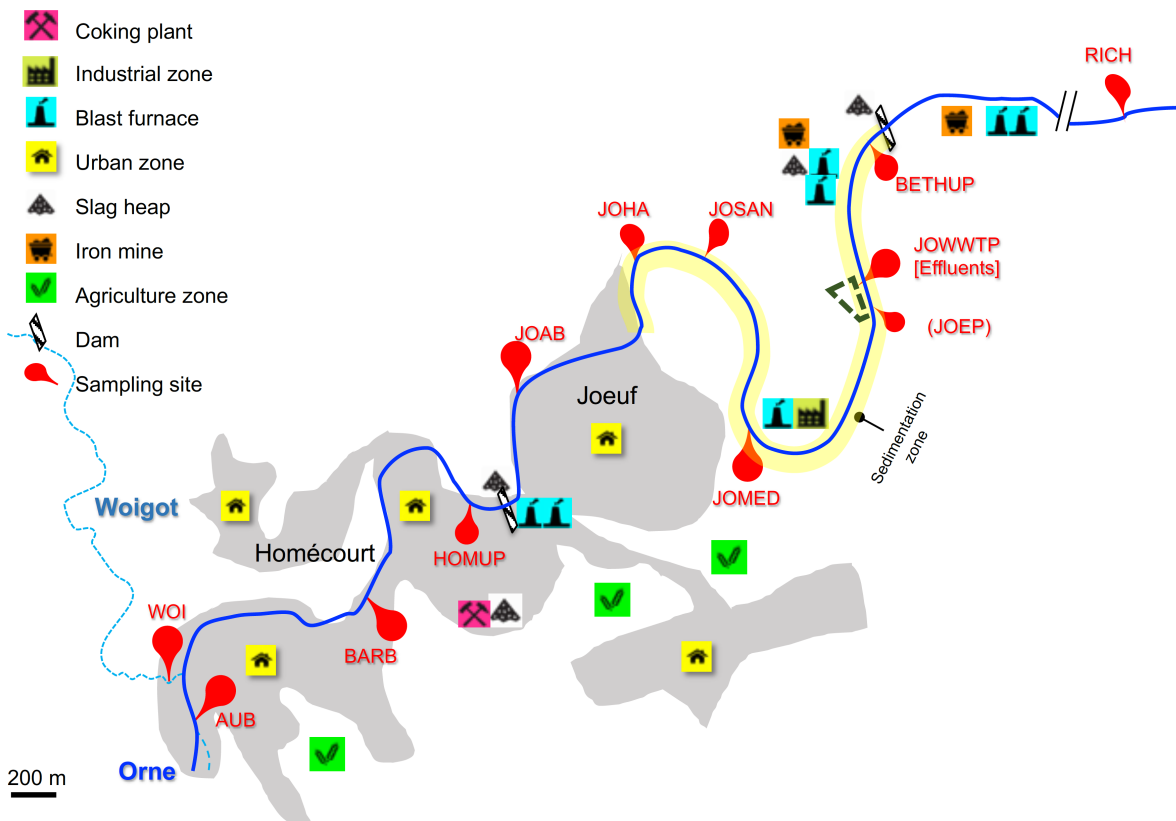 Coking plant
Industrial zone
Blast furnace
Urban zone
Slag heap
Iron mine
Agriculture zone
Dam
Sampling site
RICH
BETHUP
JOHA
JOSAN
JOWWTP
[Effluents]
(JOEP)
JOAB
Joeuf
Sedimentation
zone
JOMED
Woigot
Homécourt
HOMUP
WOI
BARB
AUB
Orne
200 m